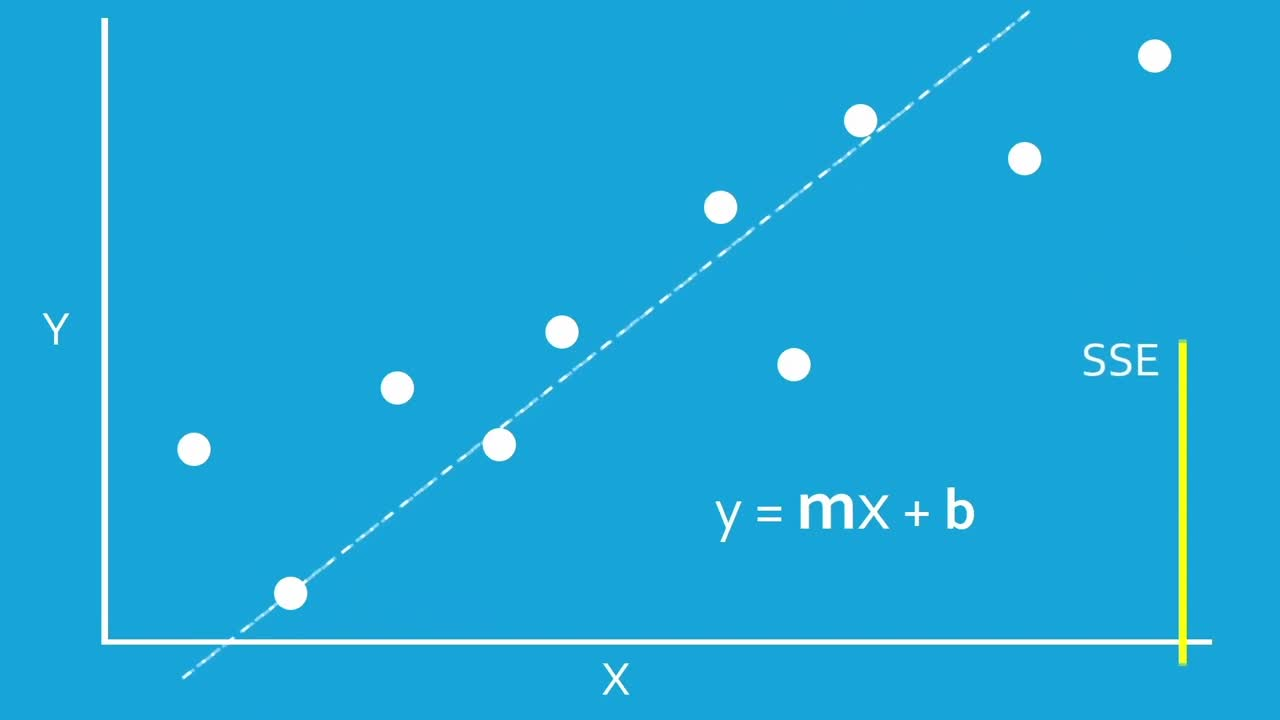 Y
SSE
y = mx + b
X